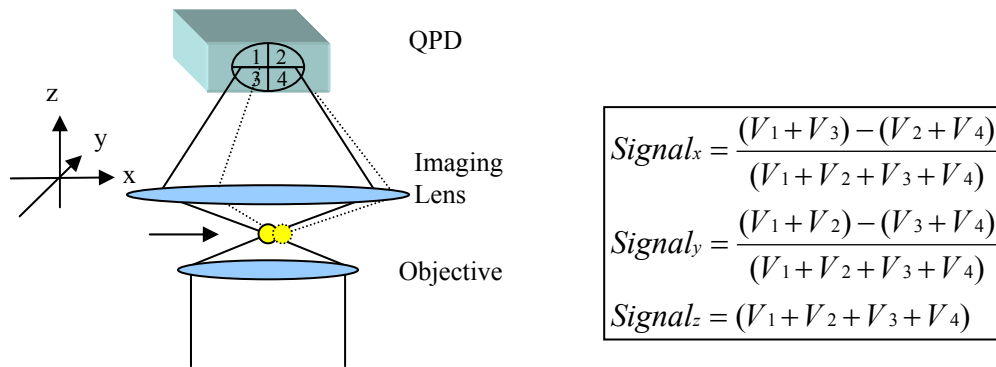 QPD
1 2
3 4
z
y
x
Imaging
Lens
Objective
Signalx = (V1 + V3) − (V2 + V4) / (V1 + V2 + V3 + V4)
Signaly = (V1 + V2) − (V3 + V4) / (V1 + V2 + V3 + V4)
Signalz = (V1 + V2 + V3 + V4)